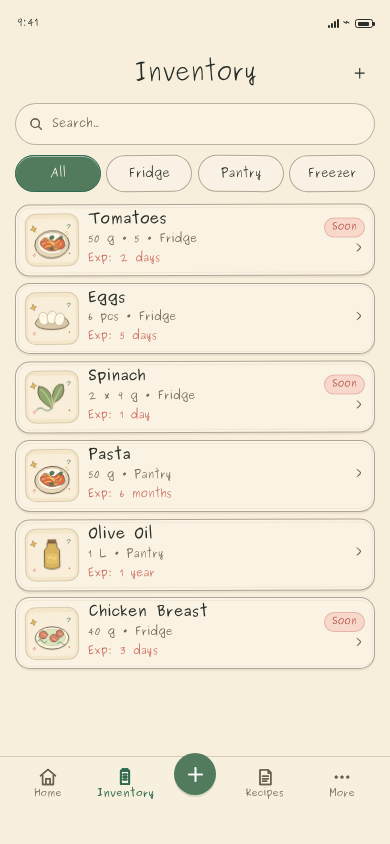 9:41
Inventory
+
Search...
All Fridge Pantry Freezer
Tomatoes
Soon
50 g • 5 • Fridge
Exp: 2 days
Eggs
6 pcs • Fridge
Exp: 5 days
Spinach
Soon
2 x 4 g • Fridge
Exp: 1 day
Pasta
50 g • Pantry
Exp: 6 months
Olive Oil
1 L • Pantry
Exp: 1 year
Chicken Breast
Soon
40 g • Fridge
Exp: 3 days
+
Home Inventory Recipes More